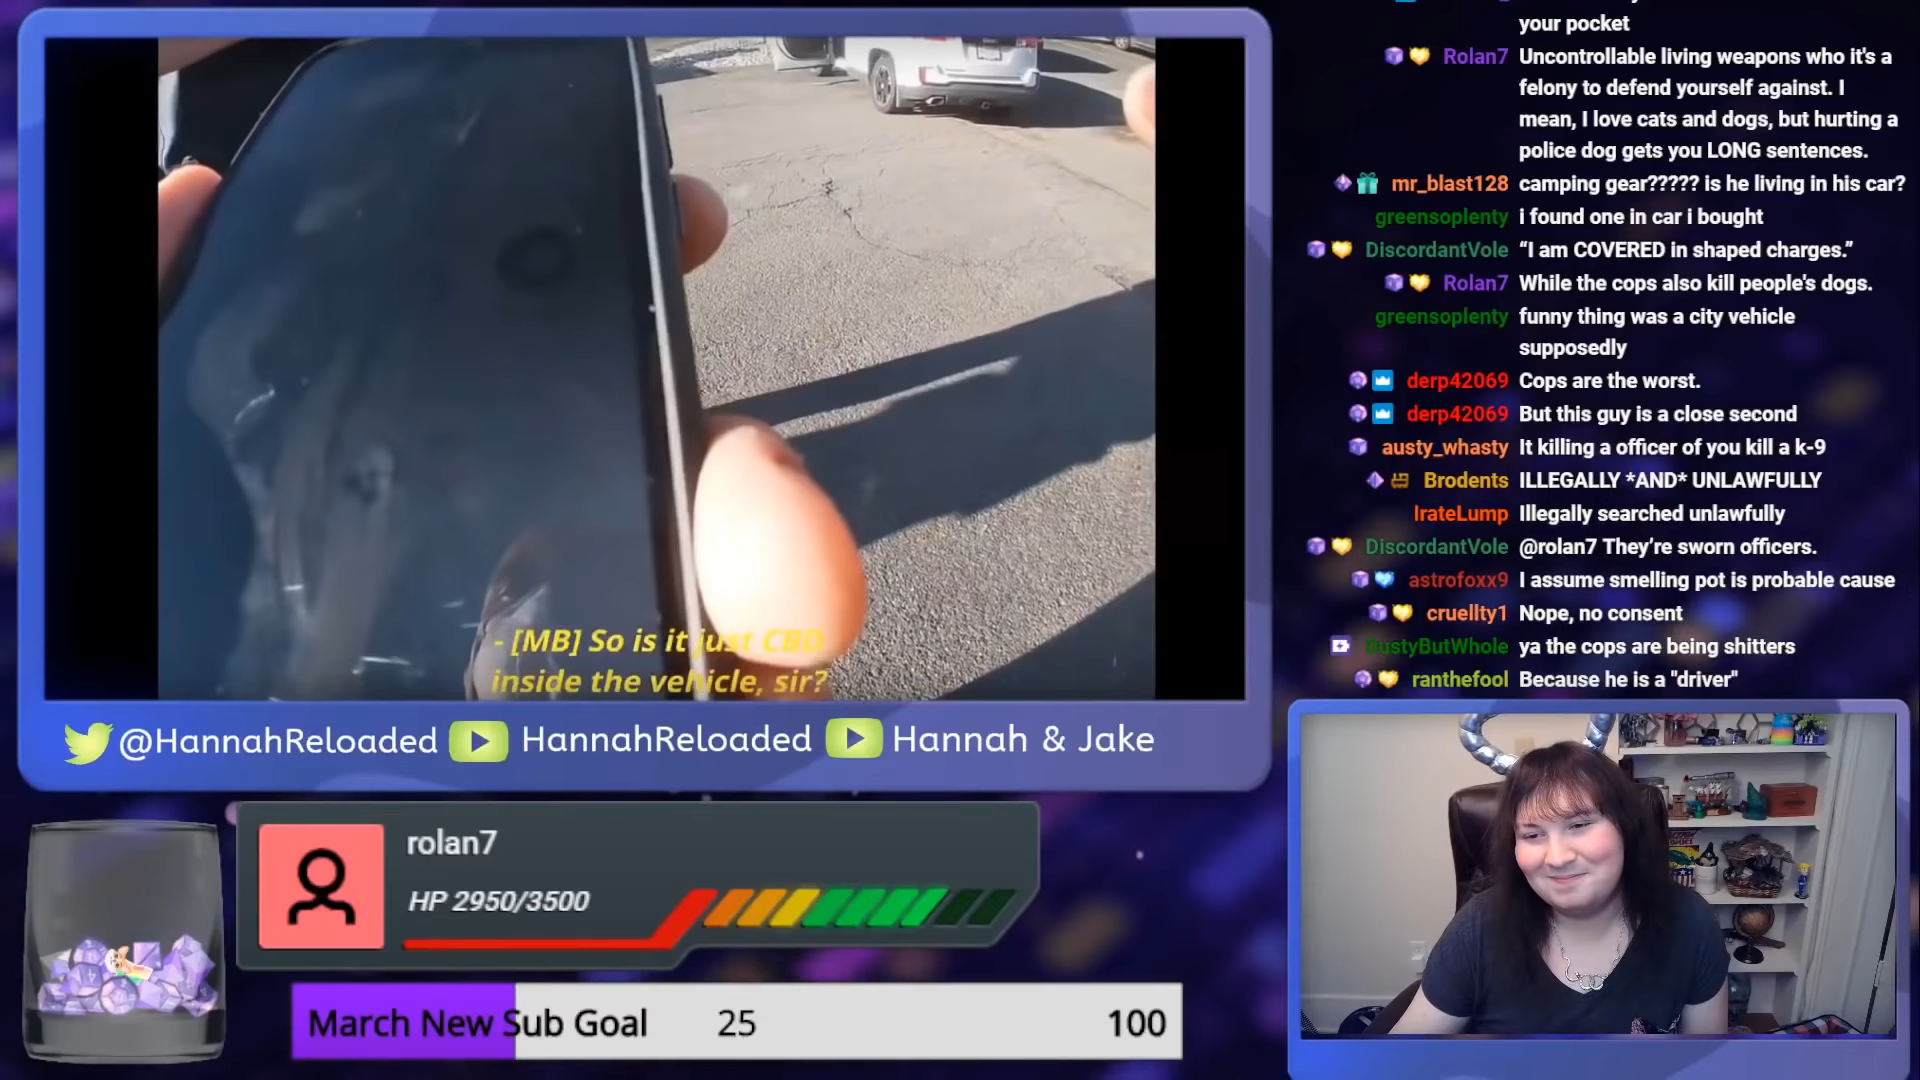 - [MB] So is it just CBD
inside the vehicle, sir?
@HannahReloaded HannahReloaded Hannah & Jake
rolan7
HP 2950/3500
March New Sub Goal 25 100
your pocket
Rolan7 Uncontrollable living weapons who it's a
felony to defend yourself against. I
mean, I love cats and dogs, but hurting a
police dog gets you LONG sentences.
mr_blast128 camping gear????? is he living in his car?
greensoplenty i found one in car i bought
DiscordantVole “I am COVERED in shaped charges.”
Rolan7 While the cops also kill people's dogs.
greensoplenty funny thing was a city vehicle
supposedly
derp42069 Cops are the worst.
derp42069 But this guy is a close second
austy_whasty It killing a officer of you kill a k-9
Brodents ILLEGALLY *AND* UNLAWFULLY
IrateLump Illegally searched unlawfully
DiscordantVole @rolan7 They’re sworn officers.
astrofoxx9 I assume smelling pot is probable cause
cruellty1 Nope, no consent
DustyButWhole ya the cops are being shitters
ranthefool Because he is a "driver"